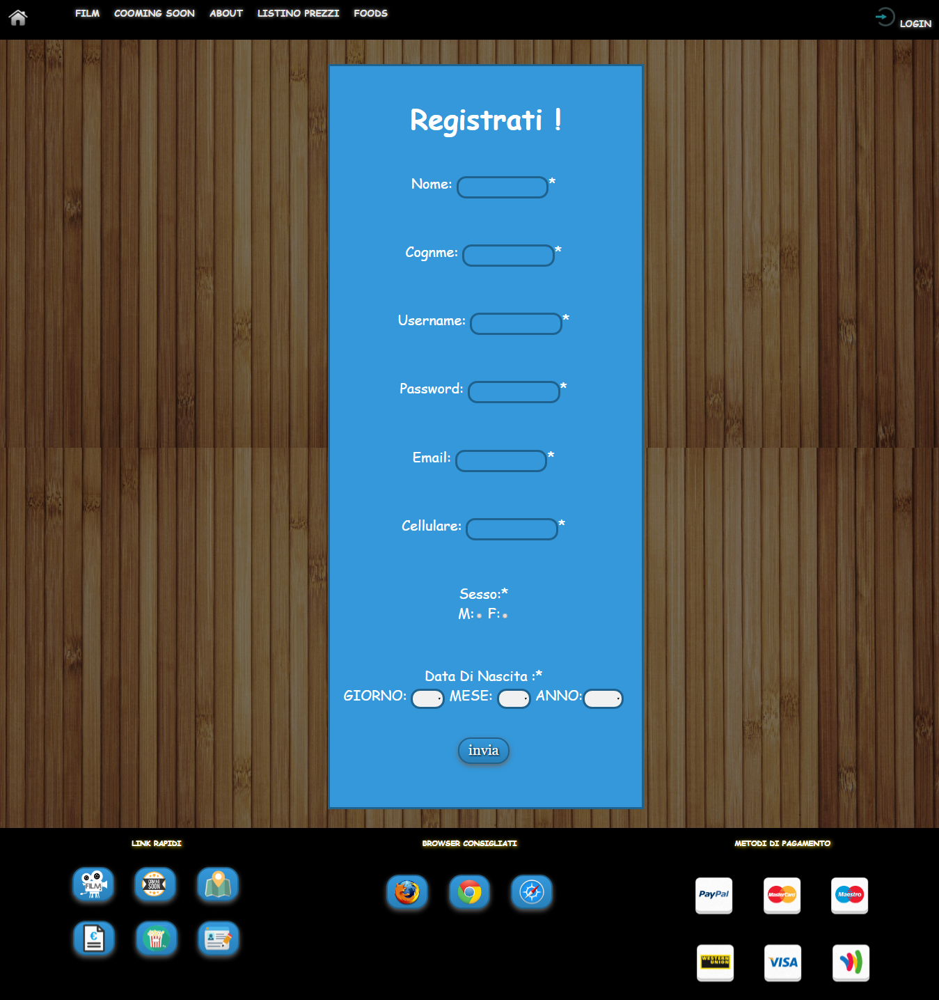 FILM COOMING SOON ABOUT LISTINO PREZZI FOODS LOGIN
Registrati !
Nome: *
Cognme: *
Username: *
Password: *
Email: *
Cellulare: *
Sesso:*
M: F:
Data Di Nascita :*
GIORNO: MESE: ANNO:
invia
LINK RAPIDI BROWSER CONSIGLIATI METODI DI PAGAMENTO
FILM COMING SOON
PayPal MasterCard Maestro
€
WESTERN UNION VISA